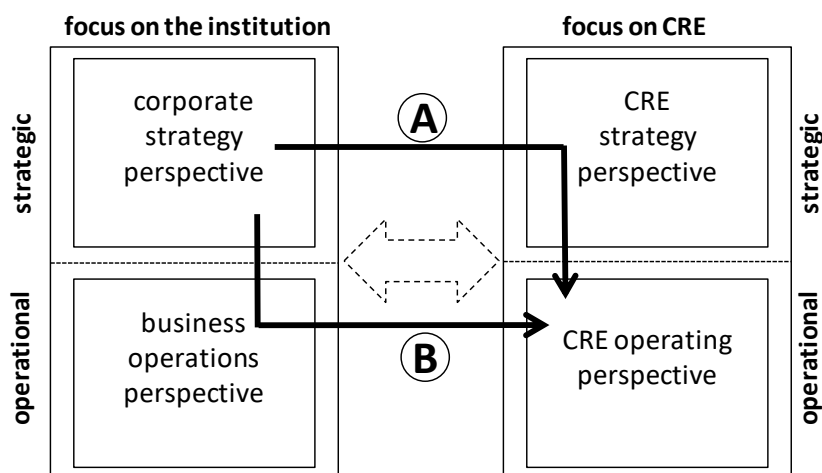 focus on the institution
focus on CRE
strategic
corporate
strategy
perspective
A
CRE
strategy
perspective
strategic
operational
business
operations
perspective
B
CRE operating
perspective
operational